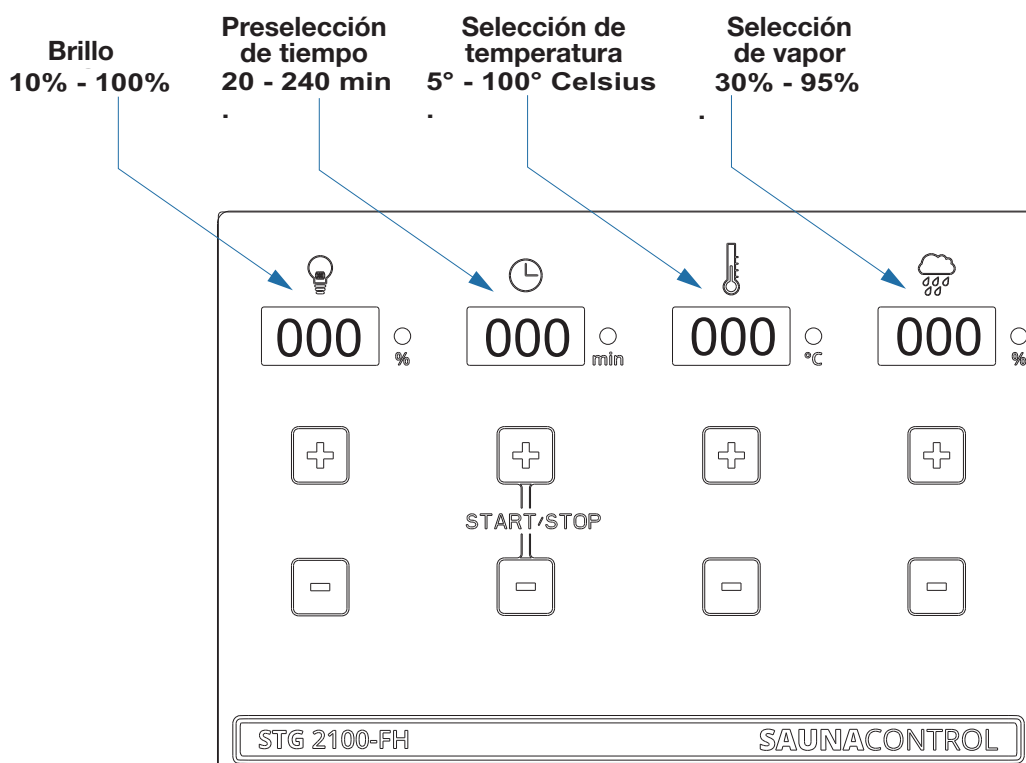 Brillo
10% - 100%
Preselección
de tiempo
20 - 240 min
.
Selección de
temperatura
5° - 100° Celsius
.
Selección
de vapor
30% - 95%
.
000 %
000 min
000 °C
000 %
START/STOP
STG 2100-FH
SAUNACONTROL